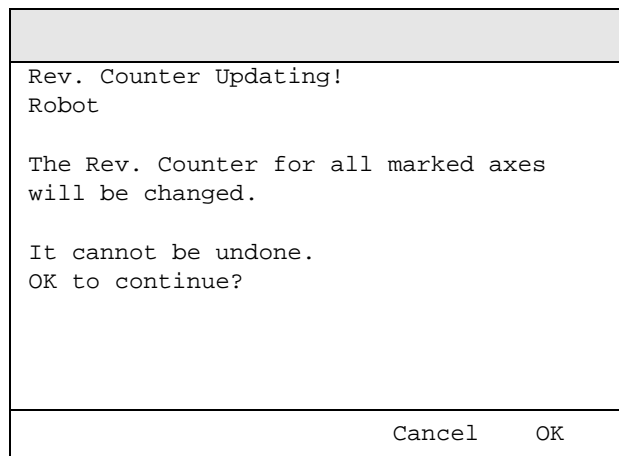 Rev. Counter Updating!
Robot
The Rev. Counter for all marked axes
will be changed.
It cannot be undone.
OK to continue?
Cancel OK